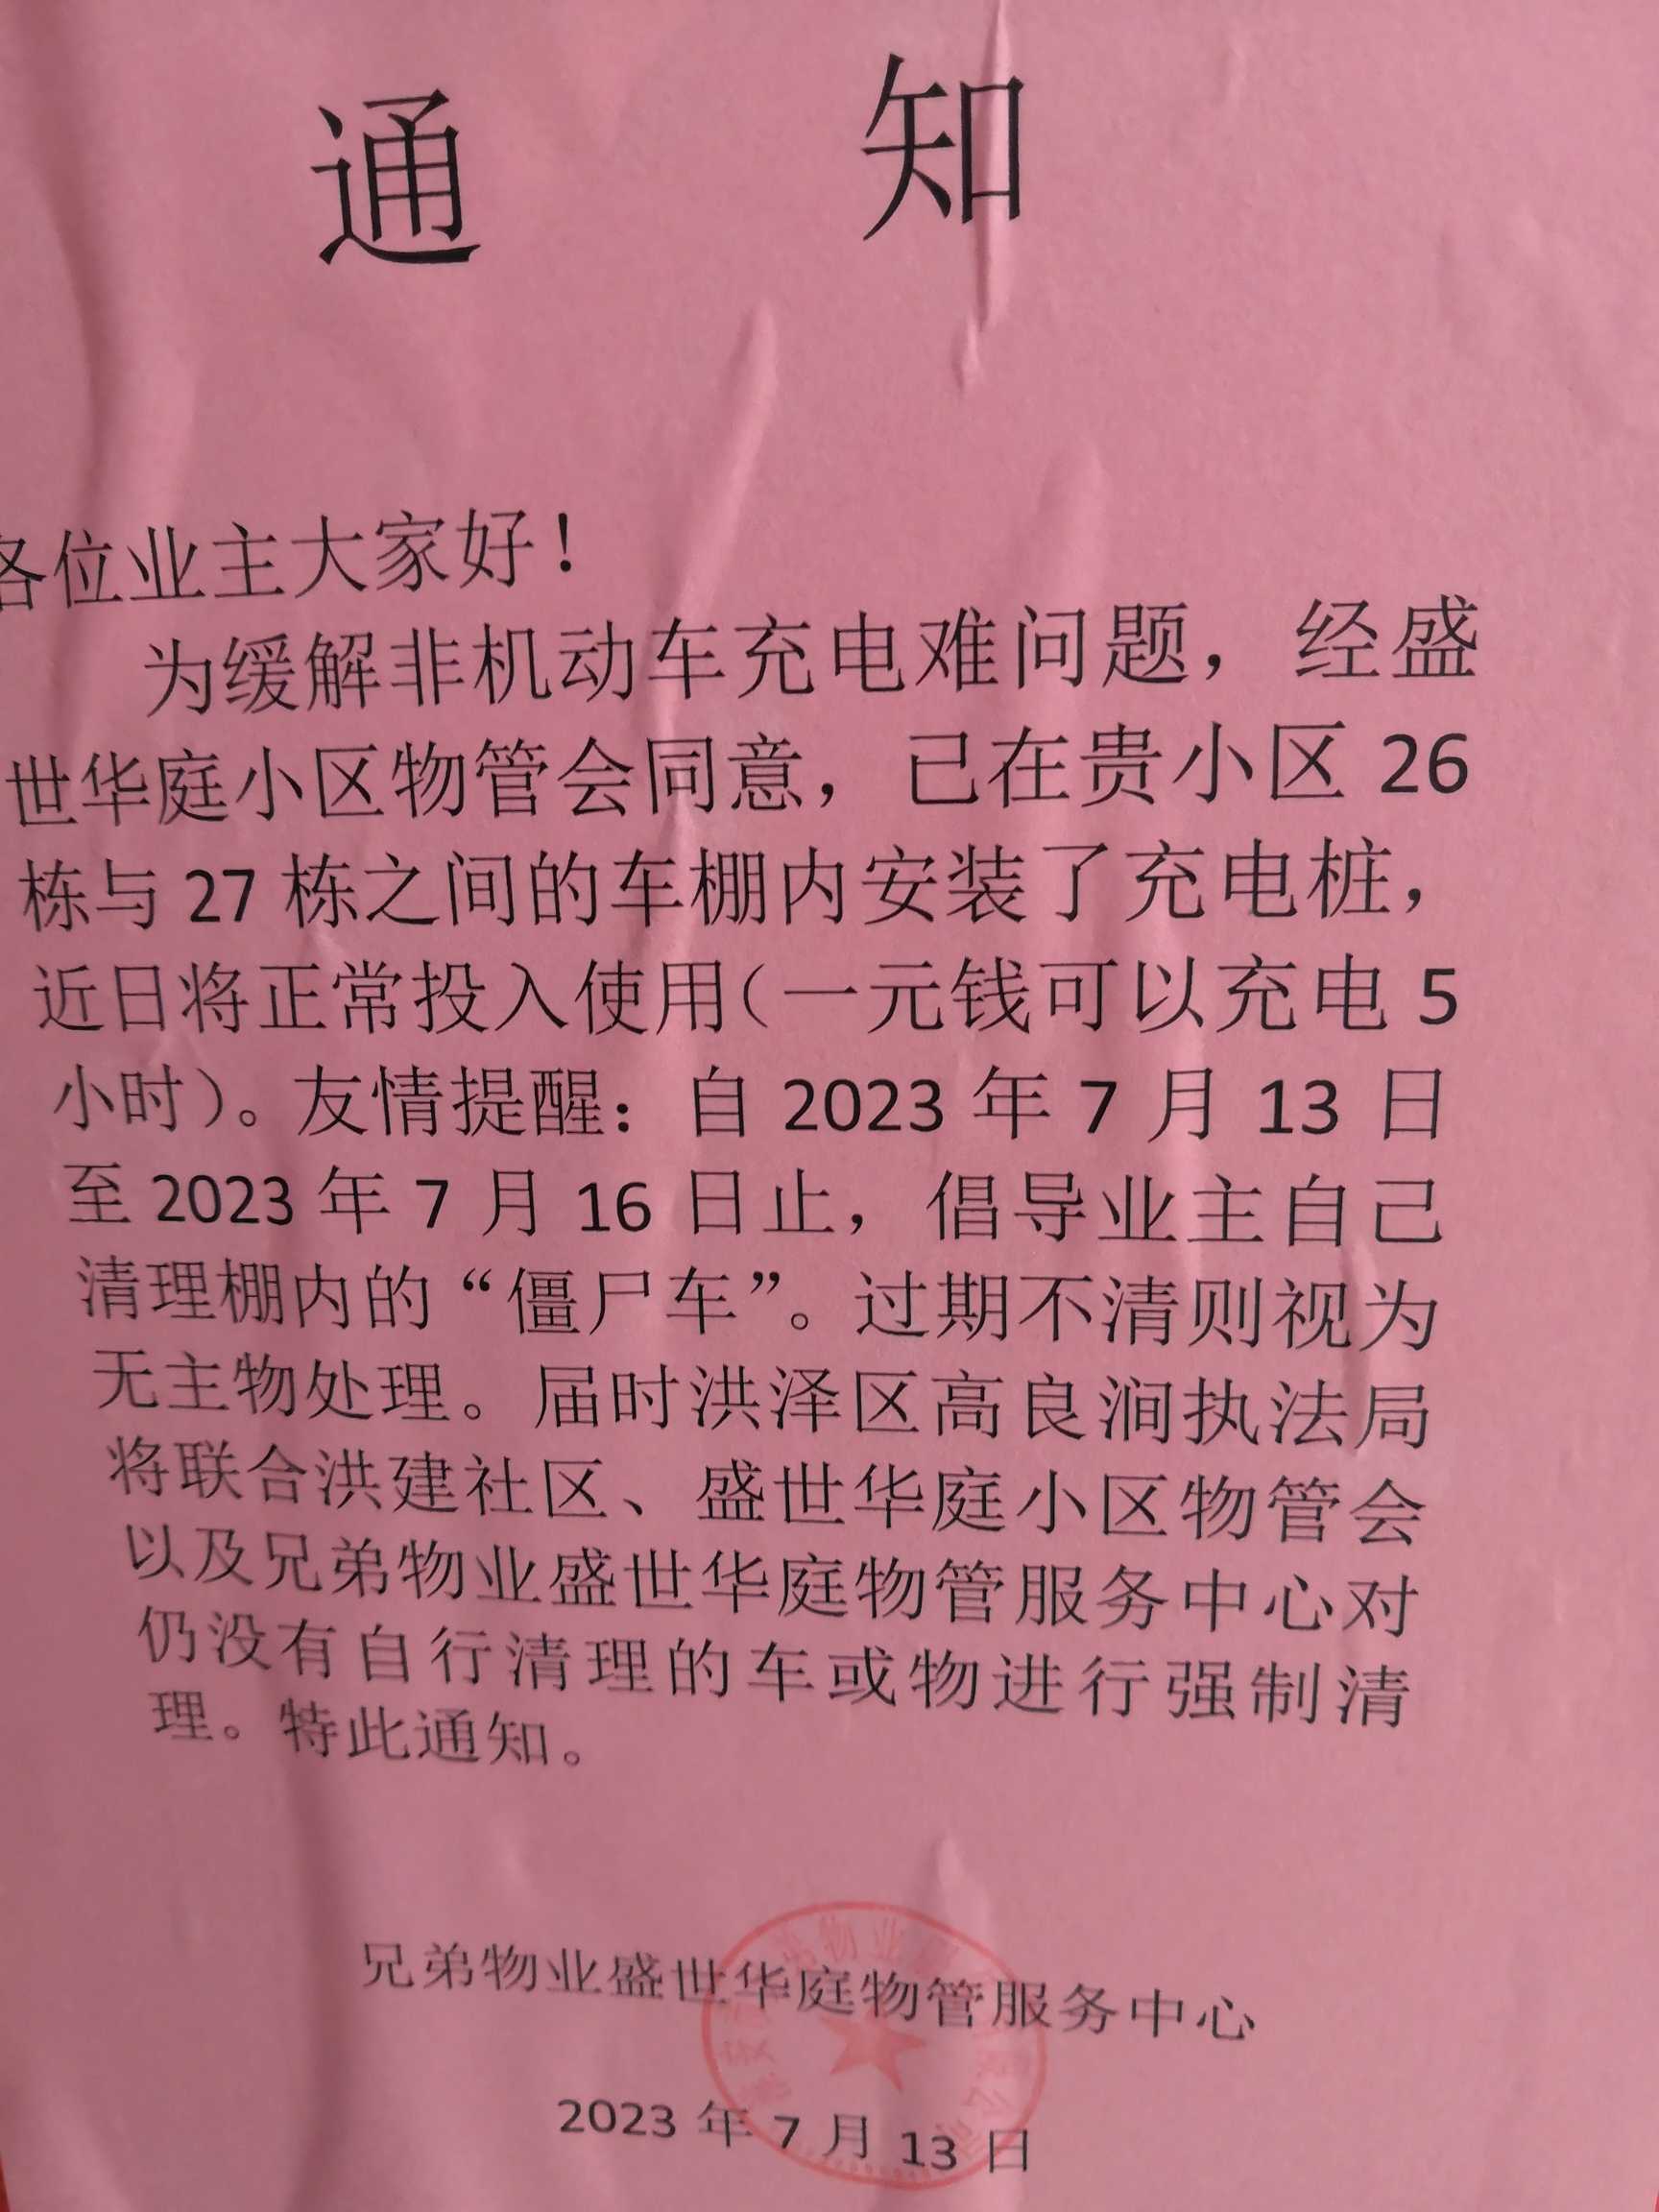 通 知
各位业主大家好！
为缓解非机动车充电难问题，经盛
世华庭小区物管会同意，已在贵小区 26
栋与 27 栋之间的车棚内安装了充电桩，
近日将正常投入使用（一元钱可以充电 5
小时）。友情提醒：自 2023 年 7 月 13 日
至 2023 年 7 月 16 日止，倡导业主自己
清理棚内的“僵尸车”。过期不清则视为
无主物处理。届时洪泽区高良涧执法局
将联合洪建社区、盛世华庭小区物管会
以及兄弟物业盛世华庭物管服务中心对
仍没有自行清理的车或物进行强制清
理。特此通知。
兄弟物业盛世华庭物管服务中心
2023 年 7 月 13 日